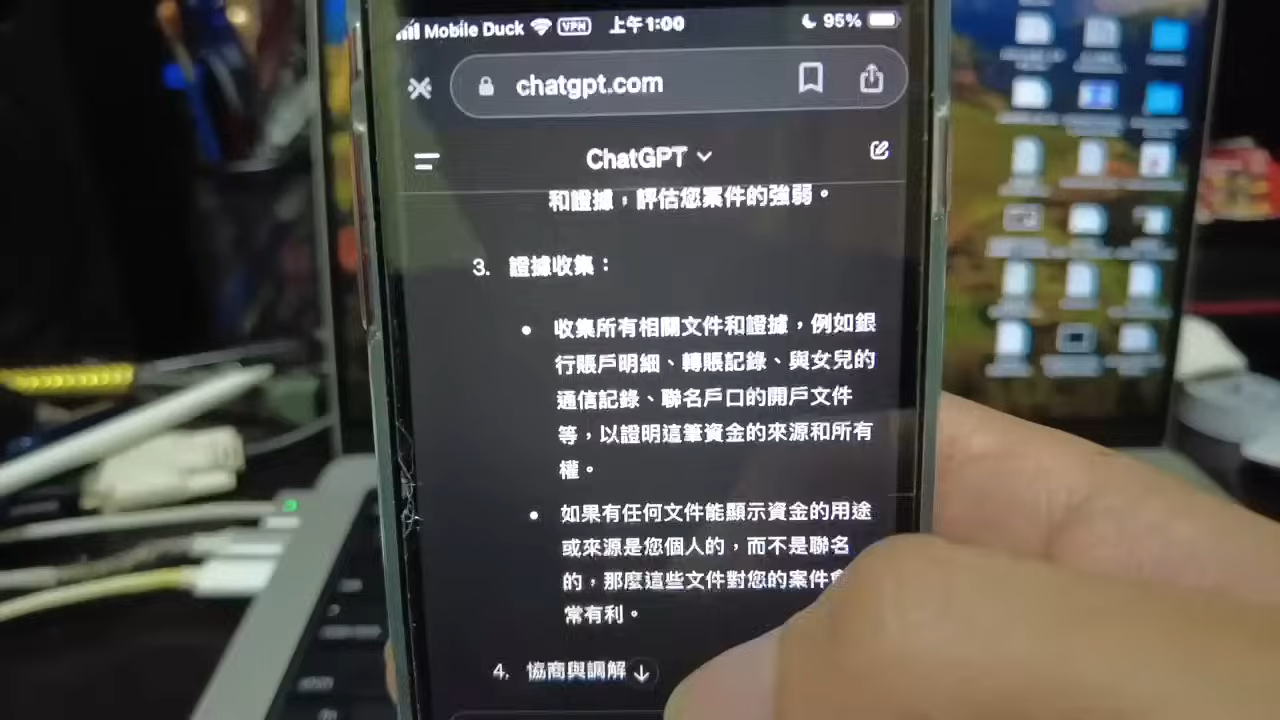 Mobile Duck VPN 上午1:00 95%
chatgpt.com
ChatGPT
和證據，評估您案件的強弱。
3. 證據收集：
• 收集所有相關文件和證據，例如銀
行賬戶明細、轉賬記錄、與女兒的
通信記錄、聯名戶口的開戶文件
等，以證明這筆資金的來源和所有
權。
• 如果有任何文件能顯示資金的用途
或來源是您個人的，而不是聯名
的，那麼這些文件對您的案件
常有利。
4. 協商與調解